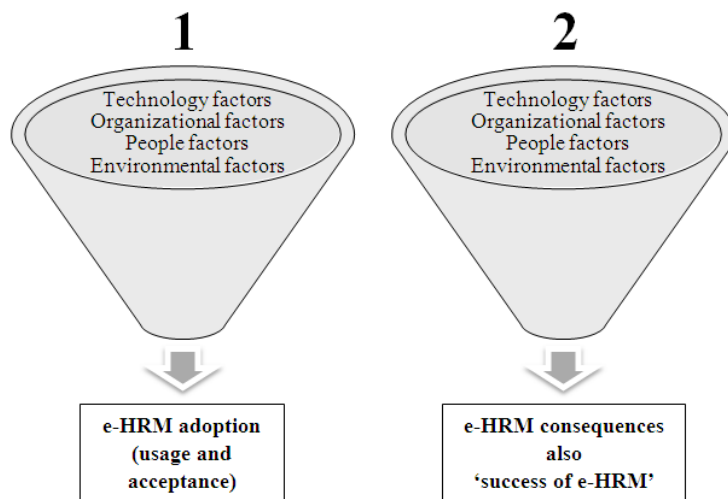 1
Technology factors
Organizational factors
People factors
Environmental factors
e-HRM adoption
(usage and
acceptance)
2
Technology factors
Organizational factors
People factors
Environmental factors
e-HRM consequences
also
‘success of e-HRM’